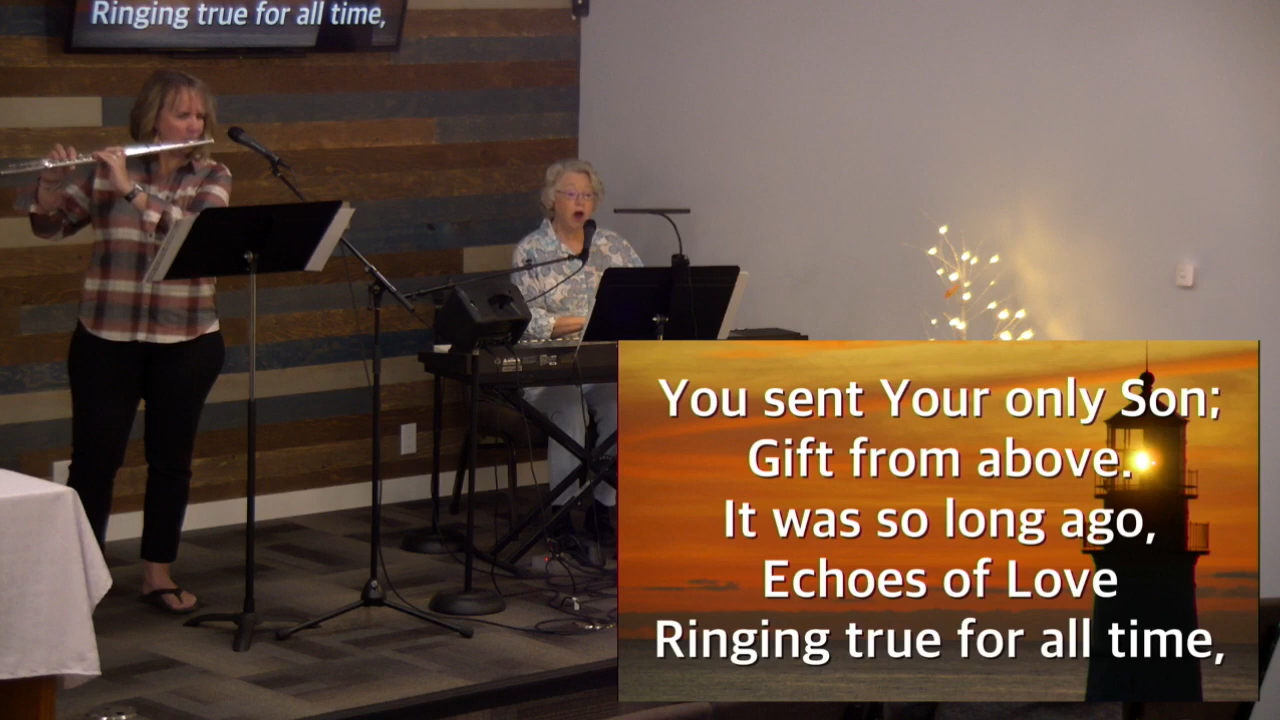 Ringing true for all time,
You sent Your only Son;
Gift from above.
It was so long ago,
Echoes of Love
Ringing true for all time,